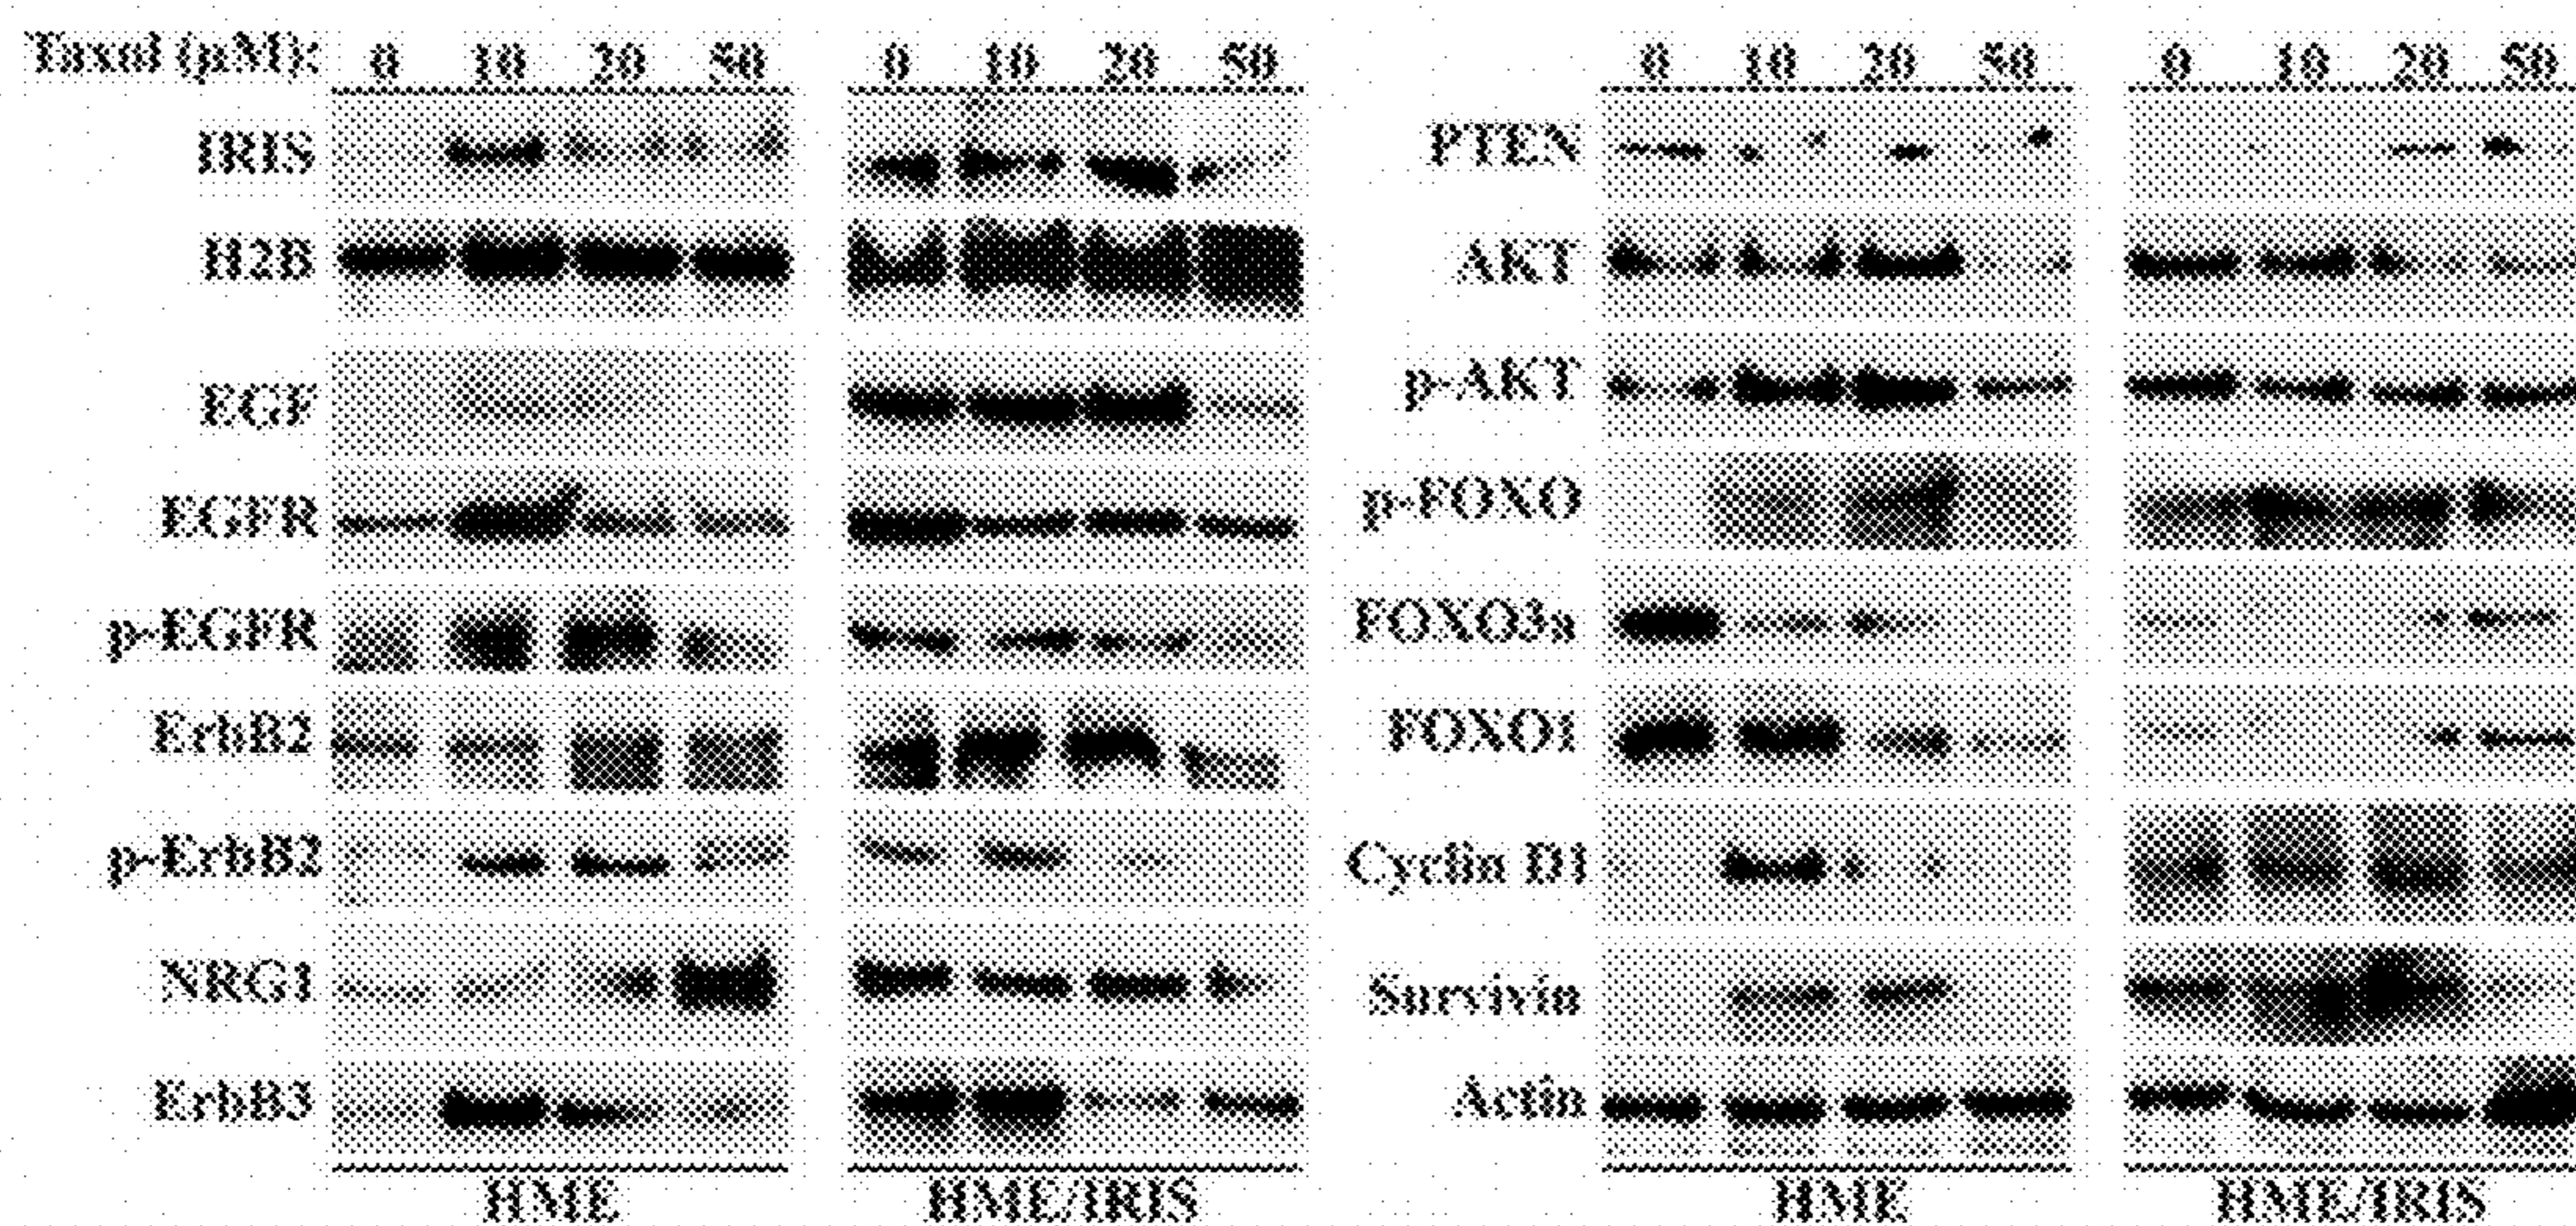 Taxol (µM): 0 10 20 50 0 10 20 50 0 10 20 50 0 10 20 50
IRIS PTEN
H2B AKT
EGF p-AKT
EGFR p-FOXO
p-EGFR FOXO3a
ErbB2 FOXO1
p-ErbB2 Cyclin D1
NRG1 Survivin
ErbB3 Actin
HME HME/IRIS HME HME/IRIS